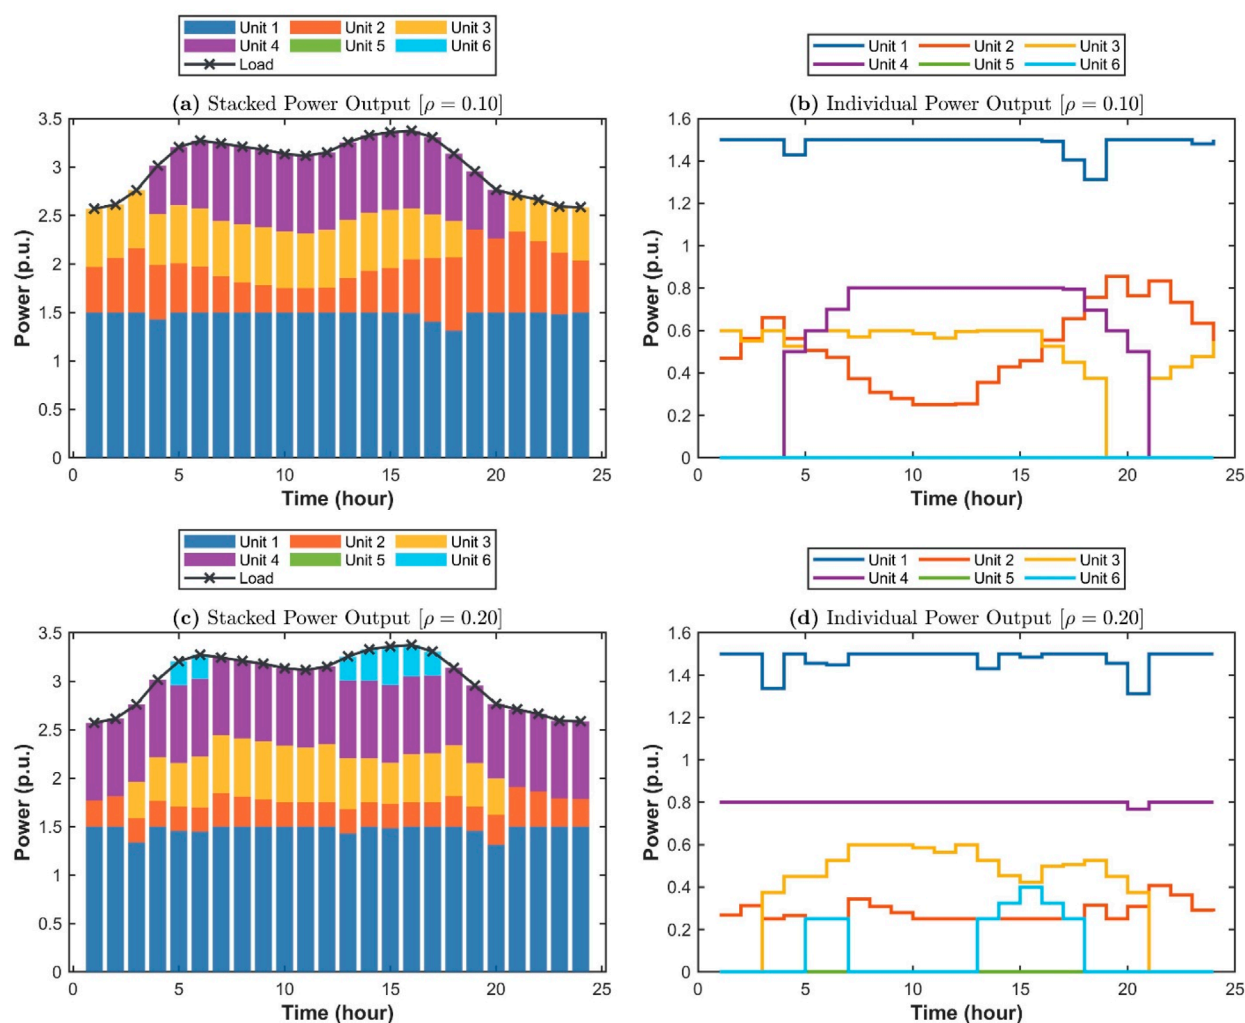 Unit 1 Unit 2 Unit 3
Unit 4 Unit 5 Unit 6
Load
(a) Stacked Power Output [ρ = 0.10]
3.5
3
2.5
2
1.5
1
0.5
0
Power (p.u.)
0 5 10 15 20 25
Time (hour)
Unit 1 Unit 2 Unit 3
Unit 4 Unit 5 Unit 6
(b) Individual Power Output [ρ = 0.10]
1.6
1.4
1.2
1
0.8
0.6
0.4
0.2
0
Power (p.u.)
0 5 10 15 20 25
Time (hour)
Unit 1 Unit 2 Unit 3
Unit 4 Unit 5 Unit 6
Load
(c) Stacked Power Output [ρ = 0.20]
3.5
3
2.5
2
1.5
1
0.5
0
Power (p.u.)
0 5 10 15 20 25
Time (hour)
Unit 1 Unit 2 Unit 3
Unit 4 Unit 5 Unit 6
(d) Individual Power Output [ρ = 0.20]
1.6
1.4
1.2
1
0.8
0.6
0.4
0.2
0
Power (p.u.)
0 5 10 15 20 25
Time (hour)